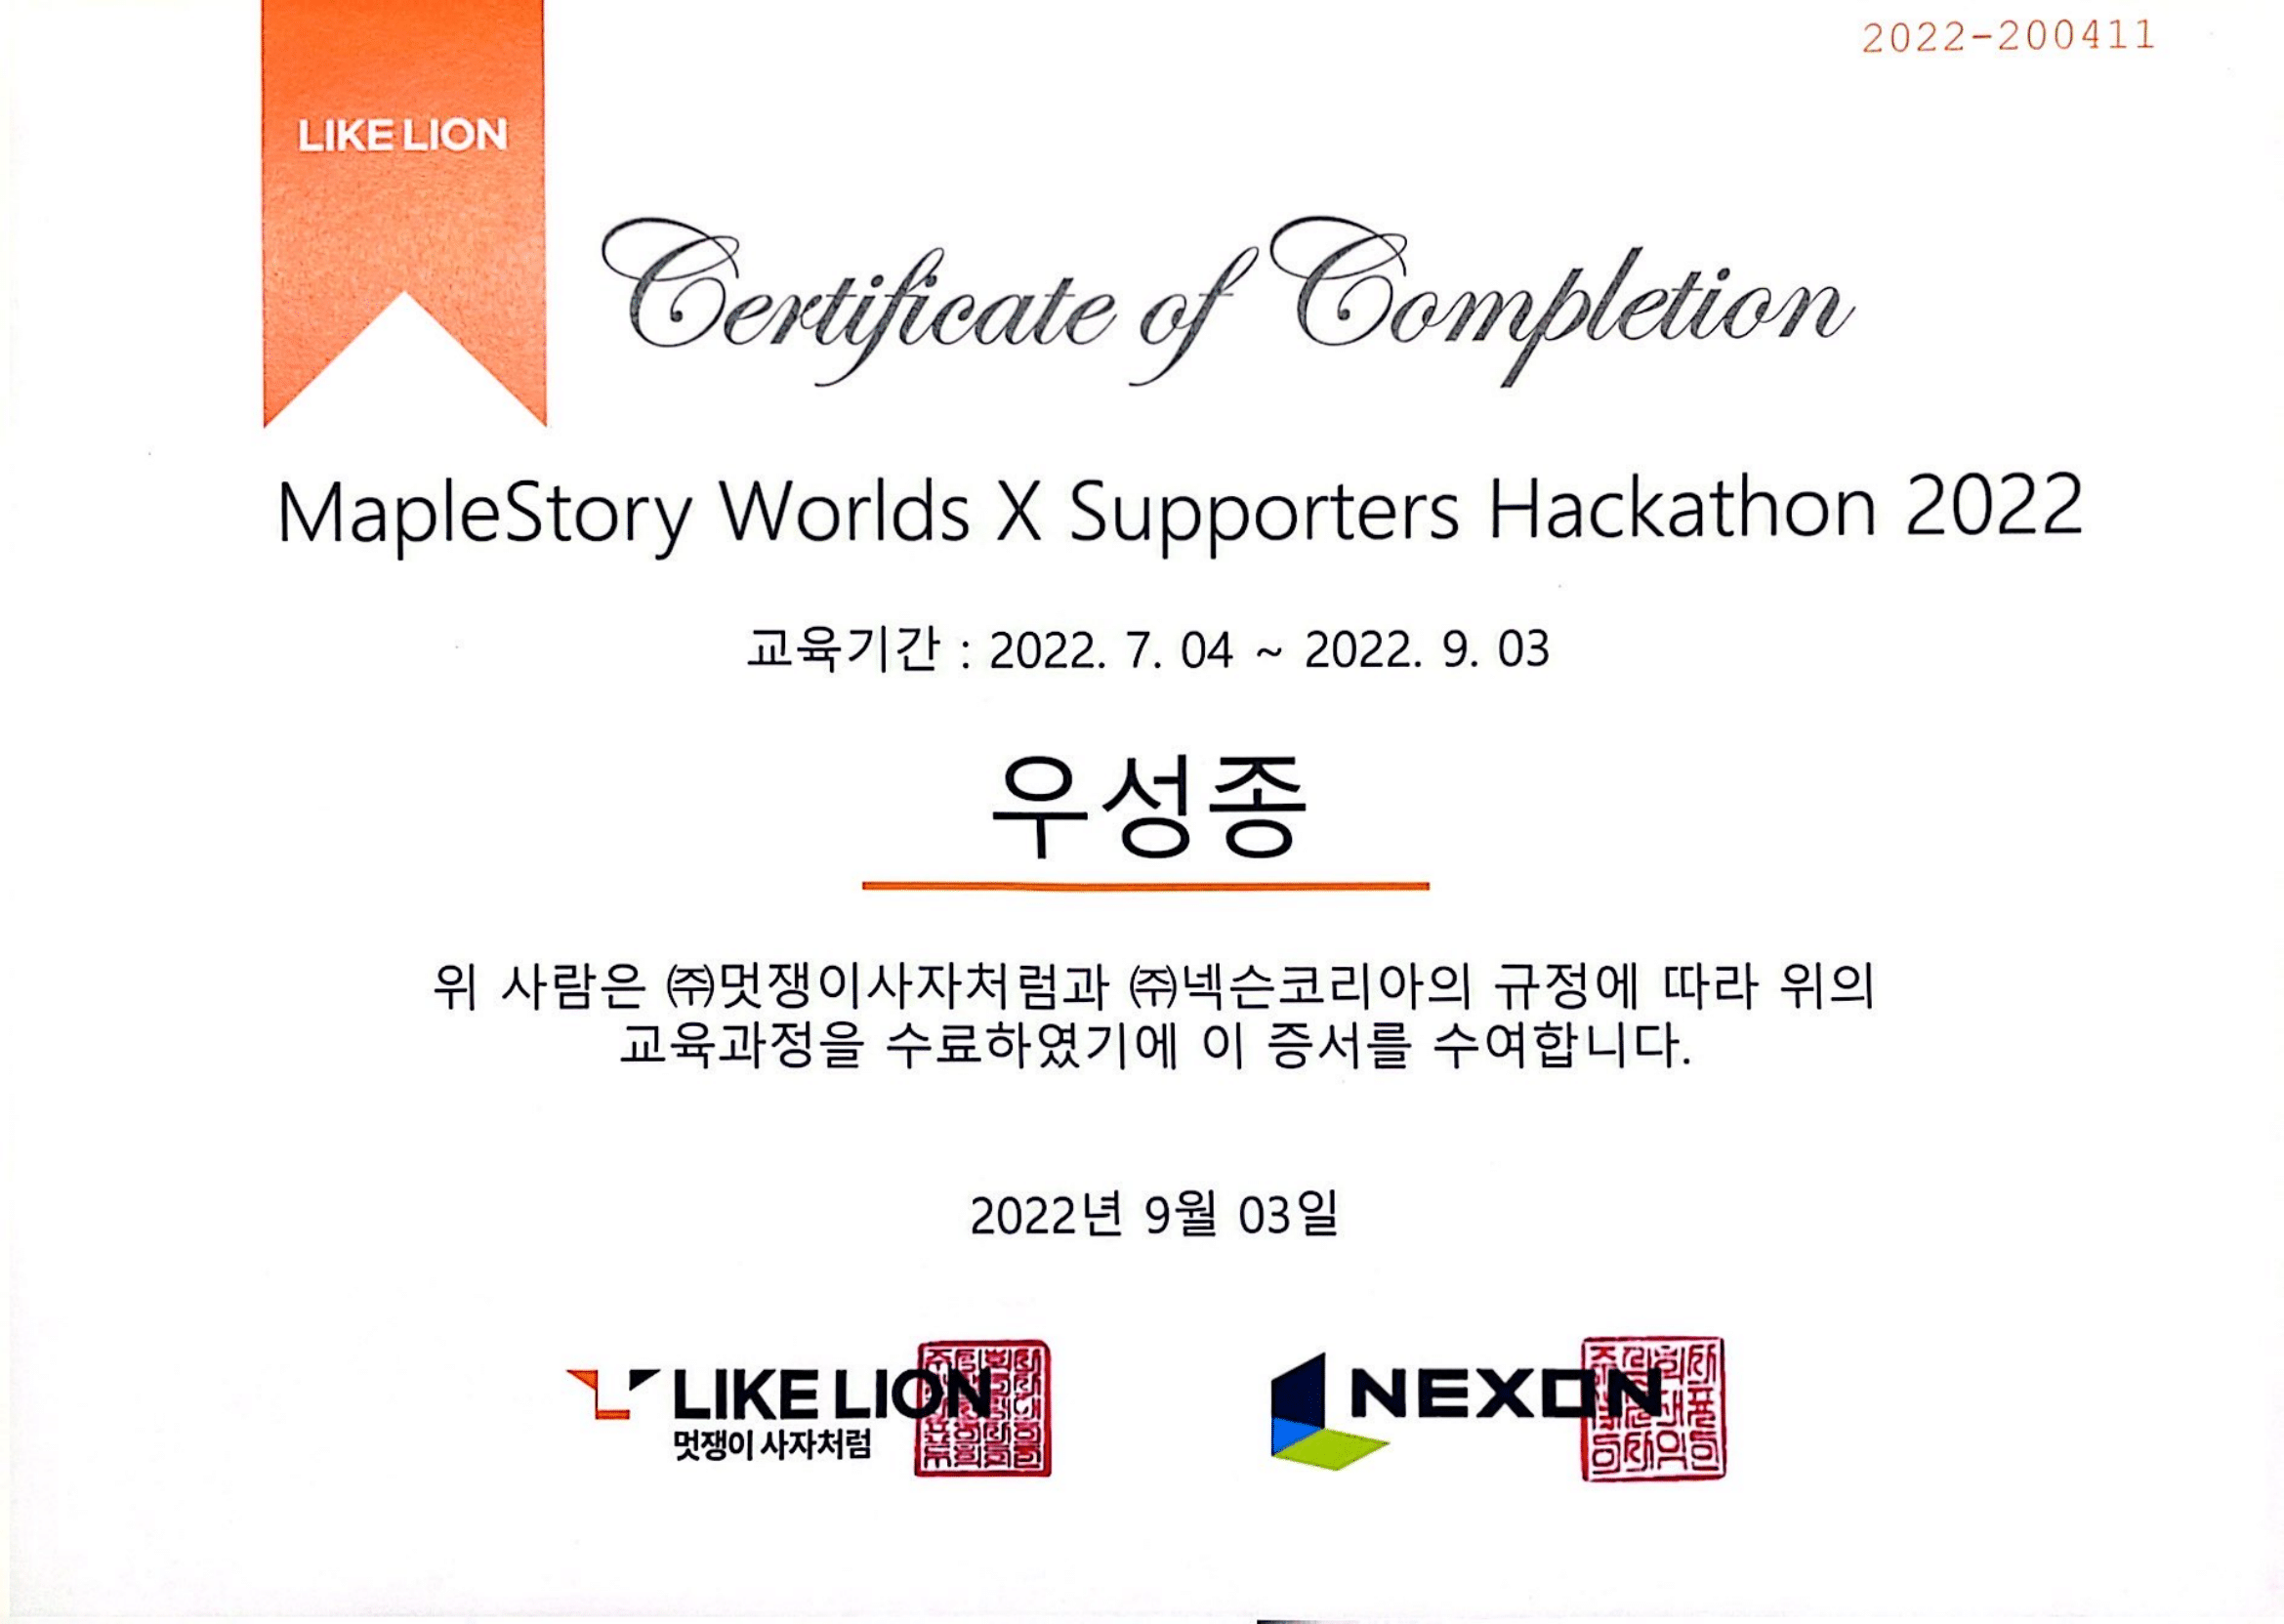 2022-200411
LIKE LION
Certificate of Completion
MapleStory Worlds X Supporters Hackathon 2022
교육기간 : 2022. 7. 04 ~ 2022. 9. 03
우성종
위 사람은 ㈜멋쟁이사자처럼과 ㈜넥슨코리아의 규정에 따라 위의
교육과정을 수료하였기에 이 증서를 수여합니다.
2022년 9월 03일
LIKE LION
멋쟁이 사자처럼
NEXON